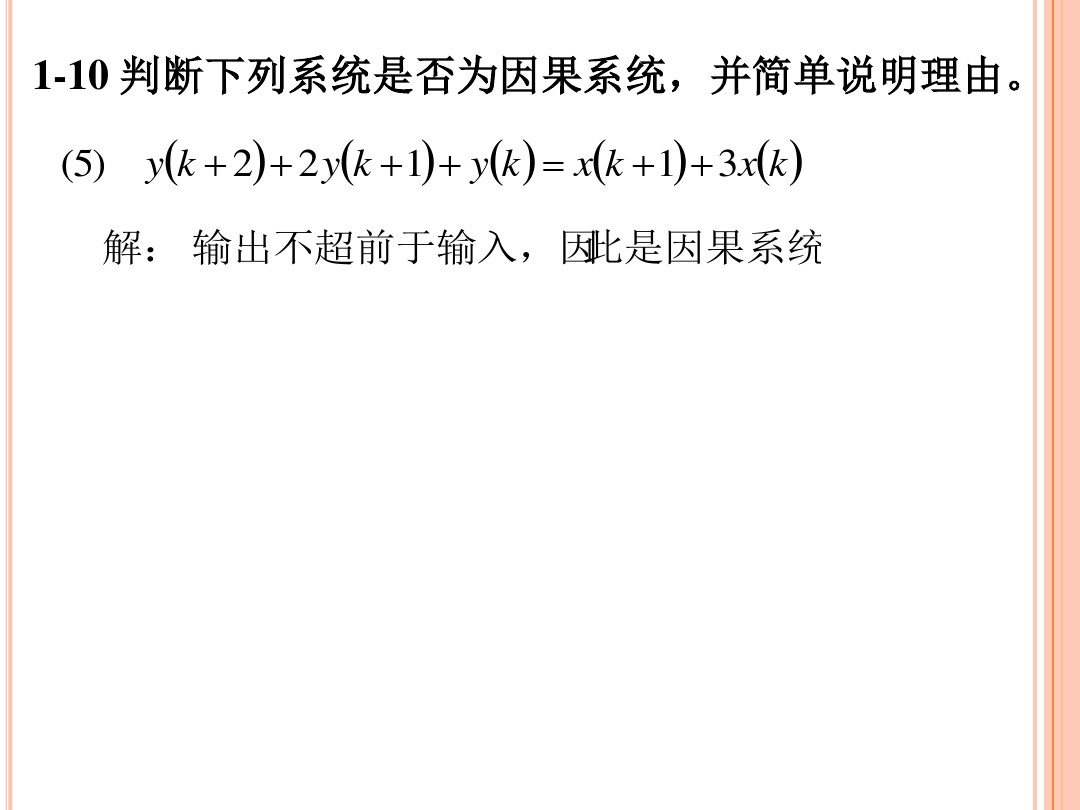 1-10 判断下列系统是否为因果系统，并简单说明理由。
(5) y(k+2)+2y(k+1)+y(k)=x(k+1)+3x(k)
解： 输出不超前于输入，因此是因果系统